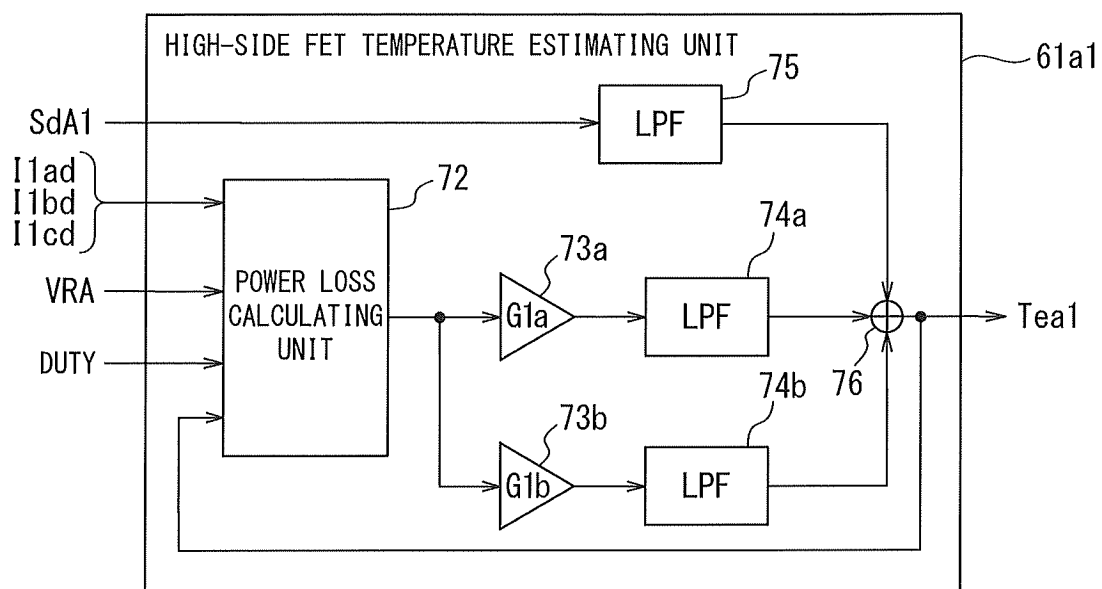 HIGH-SIDE FET TEMPERATURE ESTIMATING UNIT
61a1
75
SdA1
LPF
I1ad
I1bd
I1cd
72
74a
73a
VRA
POWER LOSS
CALCULATING
UNIT
G1a
LPF
Tea1
76
DUTY
74b
73b
G1b
LPF